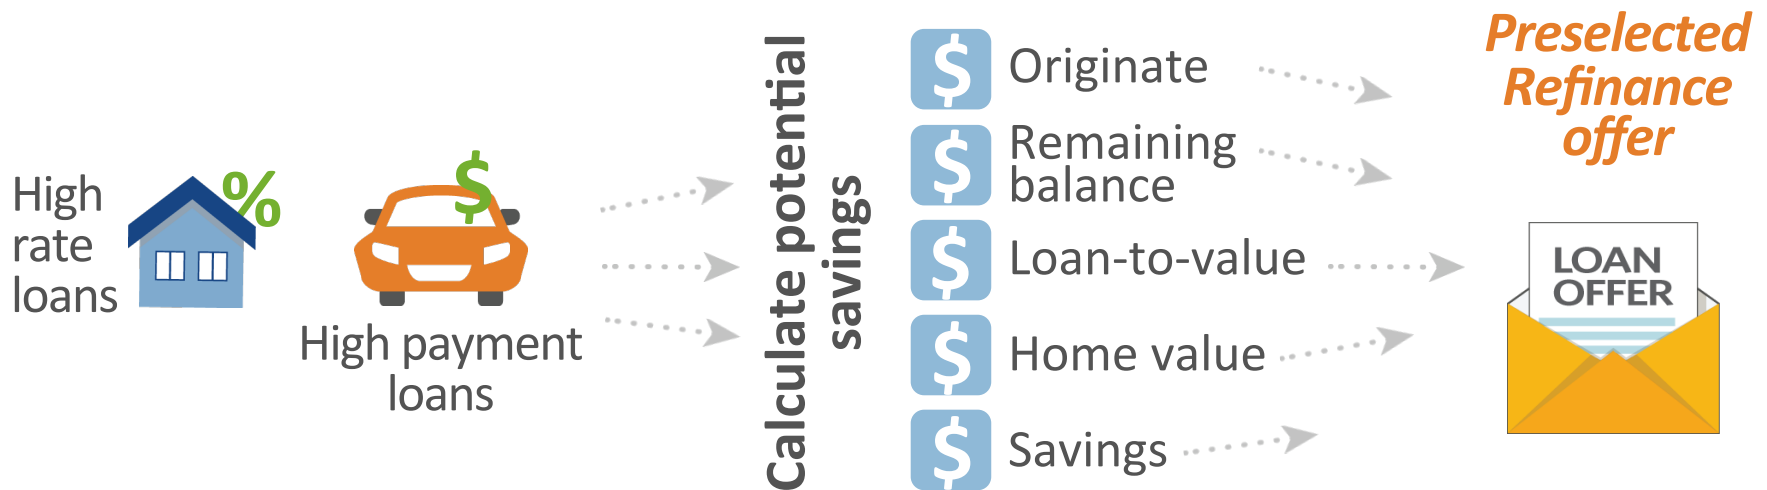 High
rate
loans
%
$
High payment
loans
Calculate potential
savings
$
Originate
$
Remaining
balance
$
Loan-to-value
$
Home value
$
Savings
Preselected
Refinance
offer
LOAN
OFFER